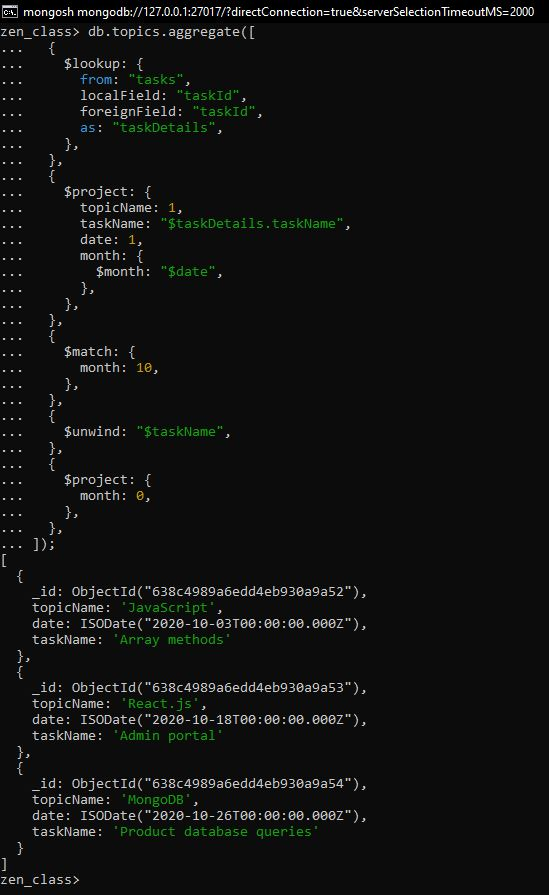 mongosh mongodb://127.0.0.1:27017/?directConnection=true&serverSelectionTimeoutMS=2000
zen_class> db.topics.aggregate([
...   {
...     $lookup: {
...       from: "tasks",
...       localField: "taskId",
...       foreignField: "taskId",
...       as: "taskDetails",
...     },
...   },
...   {
...     $project: {
...       topicName: 1,
...       taskName: "$taskDetails.taskName",
...       date: 1,
...       month: {
...         $month: "$date",
...       },
...     },
...   },
...   {
...     $match: {
...       month: 10,
...     },
...   },
...   {
...     $unwind: "$taskName",
...   },
...   {
...     $project: {
...       month: 0,
...     },
...   },
... ]);
[
  {
    _id: ObjectId("638c4989a6edd4eb930a9a52"),
    topicName: 'JavaScript',
    date: ISODate("2020-10-03T00:00:00.000Z"),
    taskName: 'Array methods'
  },
  {
    _id: ObjectId("638c4989a6edd4eb930a9a53"),
    topicName: 'React.js',
    date: ISODate("2020-10-18T00:00:00.000Z"),
    taskName: 'Admin portal'
  },
  {
    _id: ObjectId("638c4989a6edd4eb930a9a54"),
    topicName: 'MongoDB',
    date: ISODate("2020-10-26T00:00:00.000Z"),
    taskName: 'Product database queries'
  }
]
zen_class>